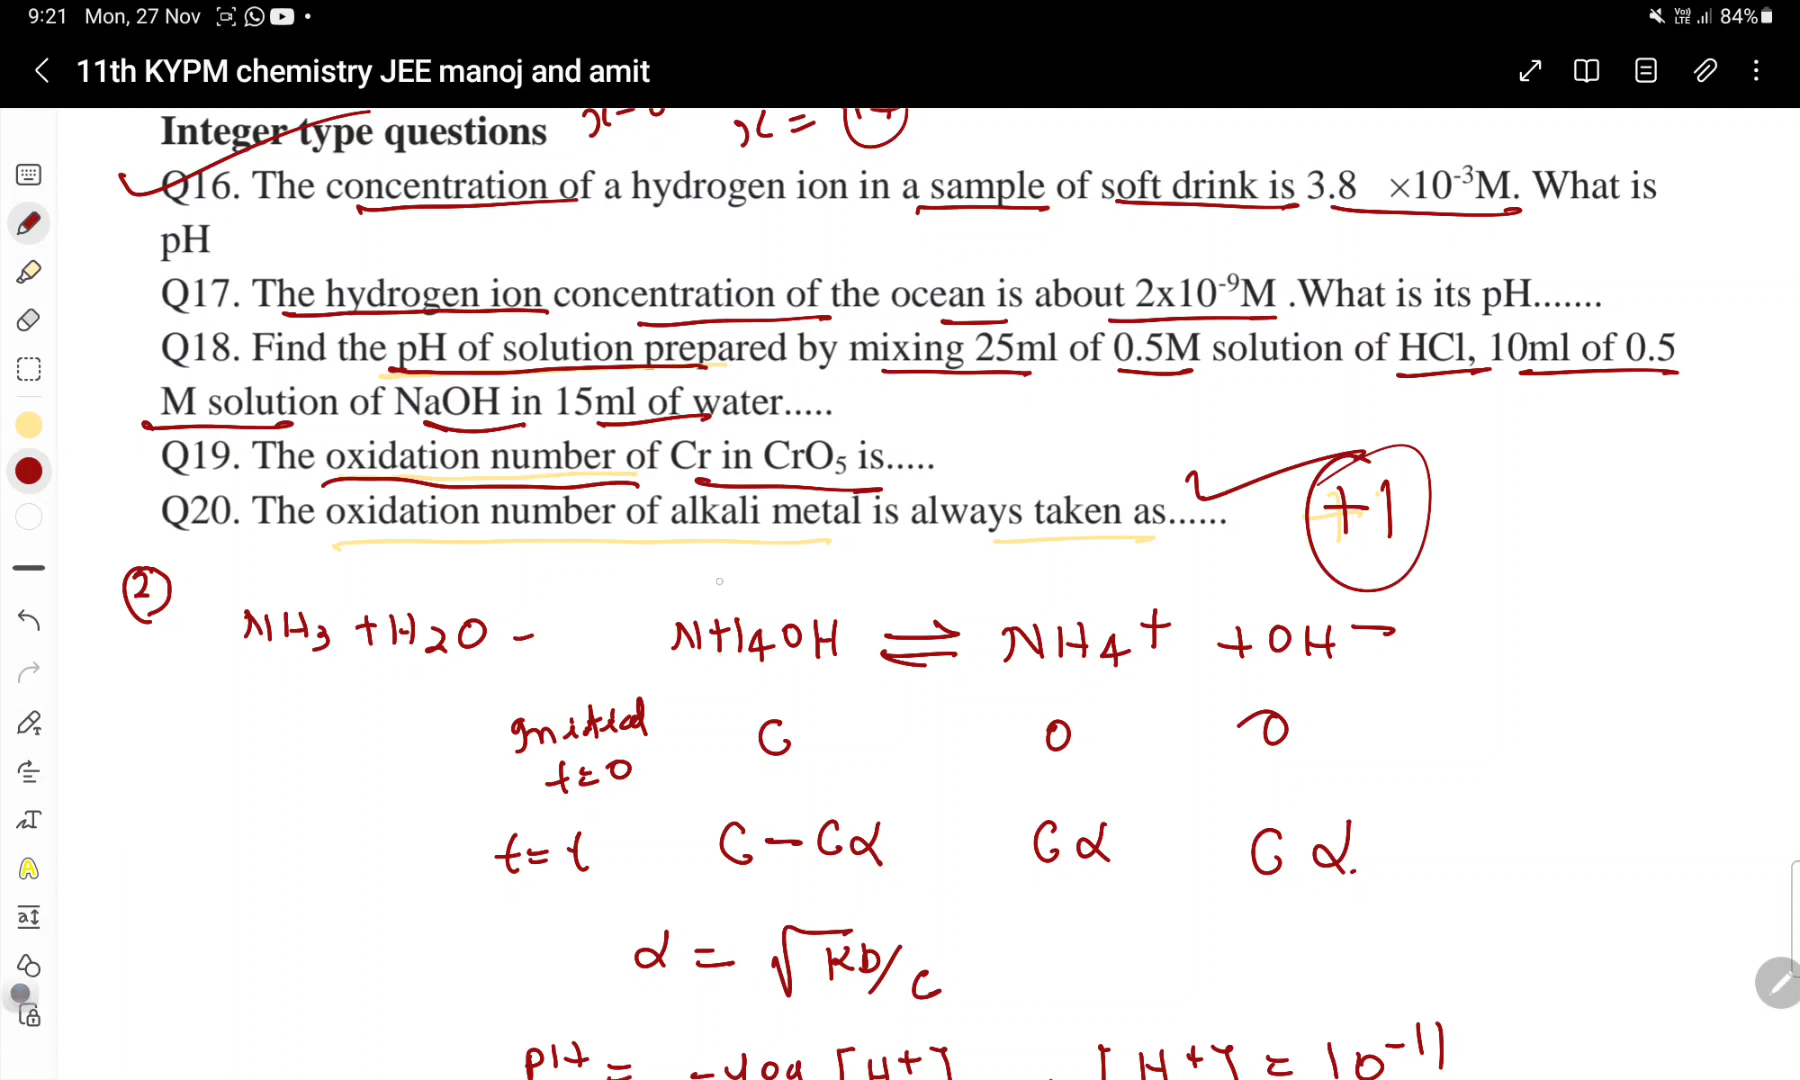 9:21 Mon, 27 Nov
84%
11th KYPM chemistry JEE manoj and amit
x =
Integer type questions
Q16. The concentration of a hydrogen ion in a sample of soft drink is 3.8 ×10⁻³M. What is
pH
Q17. The hydrogen ion concentration of the ocean is about 2x10⁻⁹M .What is its pH.......
Q18. Find the pH of solution prepared by mixing 25ml of 0.5M solution of HCl, 10ml of 0.5
M solution of NaOH in 15ml of water.....
Q19. The oxidation number of Cr in CrO₅ is.....
Q20. The oxidation number of alkali metal is always taken as...... +1
2
NH3 + H2O - NH4OH ⇌ NH4+ + OH-
initial C 0 0
t=0
t=t C-Cα Cα Cα.
α = √KD/C
pH = -log [H+] . [H+] = 10⁻¹¹